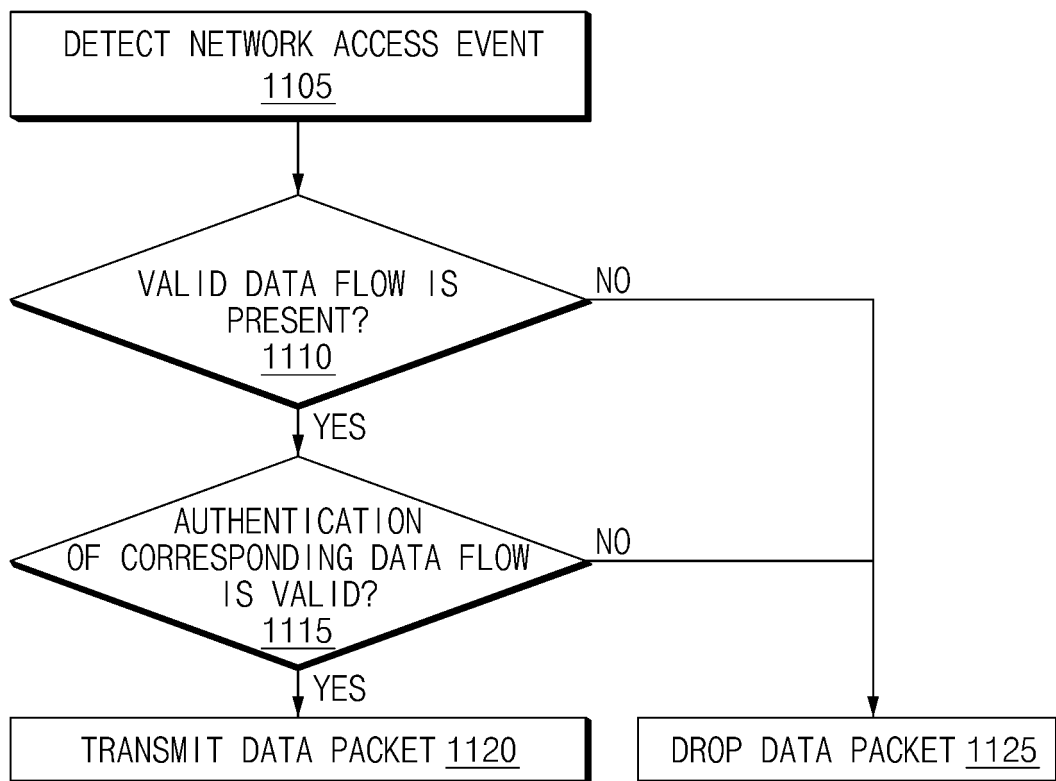 DETECT NETWORK ACCESS EVENT
1105
VALID DATA FLOW IS
PRESENT?
1110
NO
YES
AUTHENTICATION
OF CORRESPONDING DATA FLOW
IS VALID?
1115
NO
YES
TRANSMIT DATA PACKET 1120
DROP DATA PACKET 1125